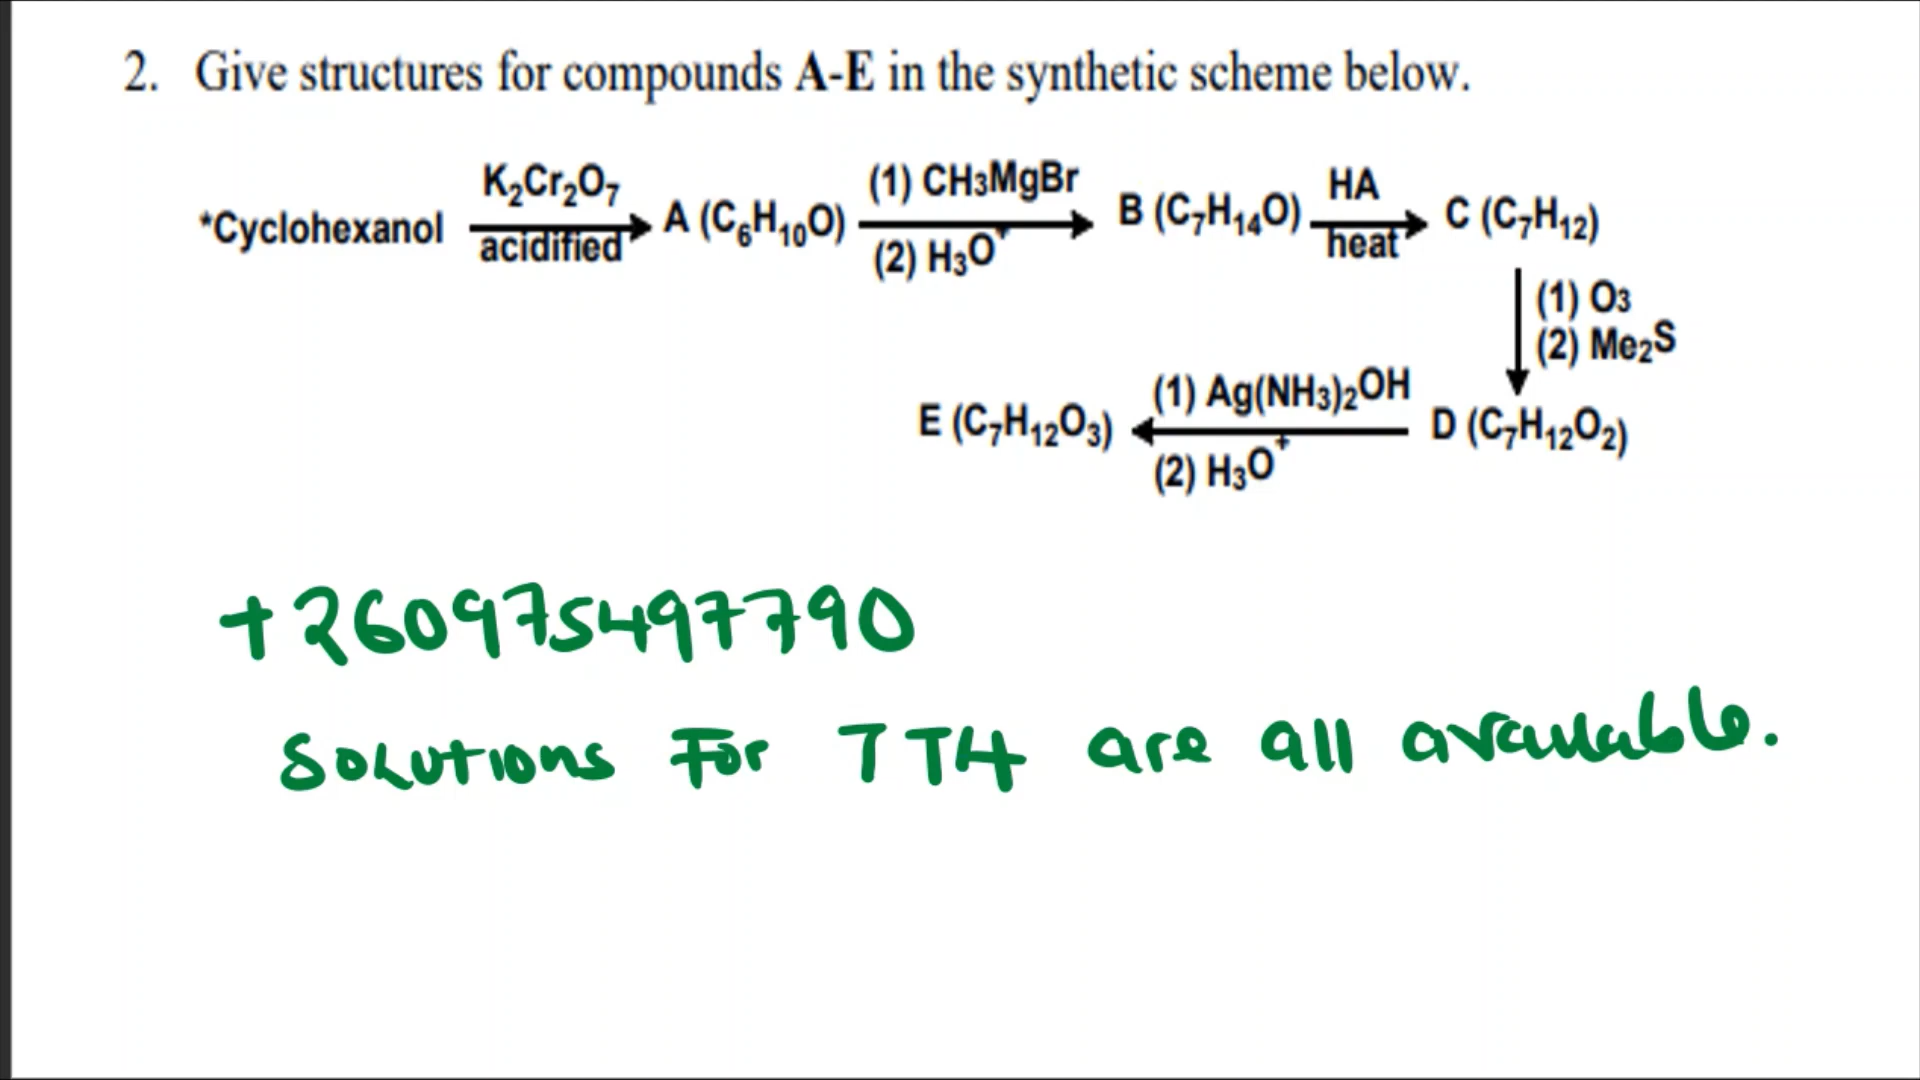 2. Give structures for compounds A-E in the synthetic scheme below.
K₂Cr₂O₇
(1) CH₃MgBr
HA
*Cyclohexanol
A (C₆H₁₀O)
B (C₇H₁₄O)
C (C₇H₁₂)
acidified
(2) H₃O⁺
heat
(1) O₃
(2) Me₂S
(1) Ag(NH₃)₂OH
E (C₇H₁₂O₃)
D (C₇H₁₂O₂)
(2) H₃O⁺
+260975497790
Solutions For TT4 are all available.